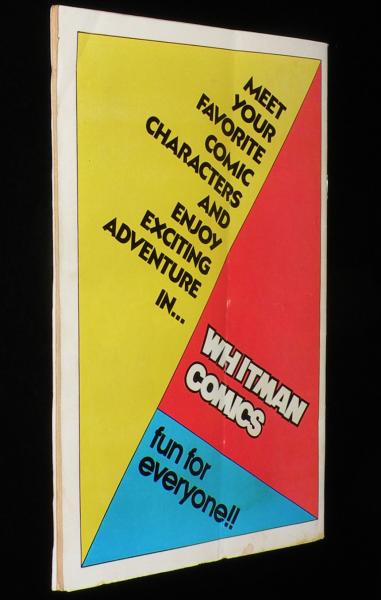 MEET
YOUR
FAVORITE
COMIC
CHARACTERS
AND
ENJOY
EXCITING
ADVENTURE
IN...
WHITMAN
COMICS
fun for
everyone!!